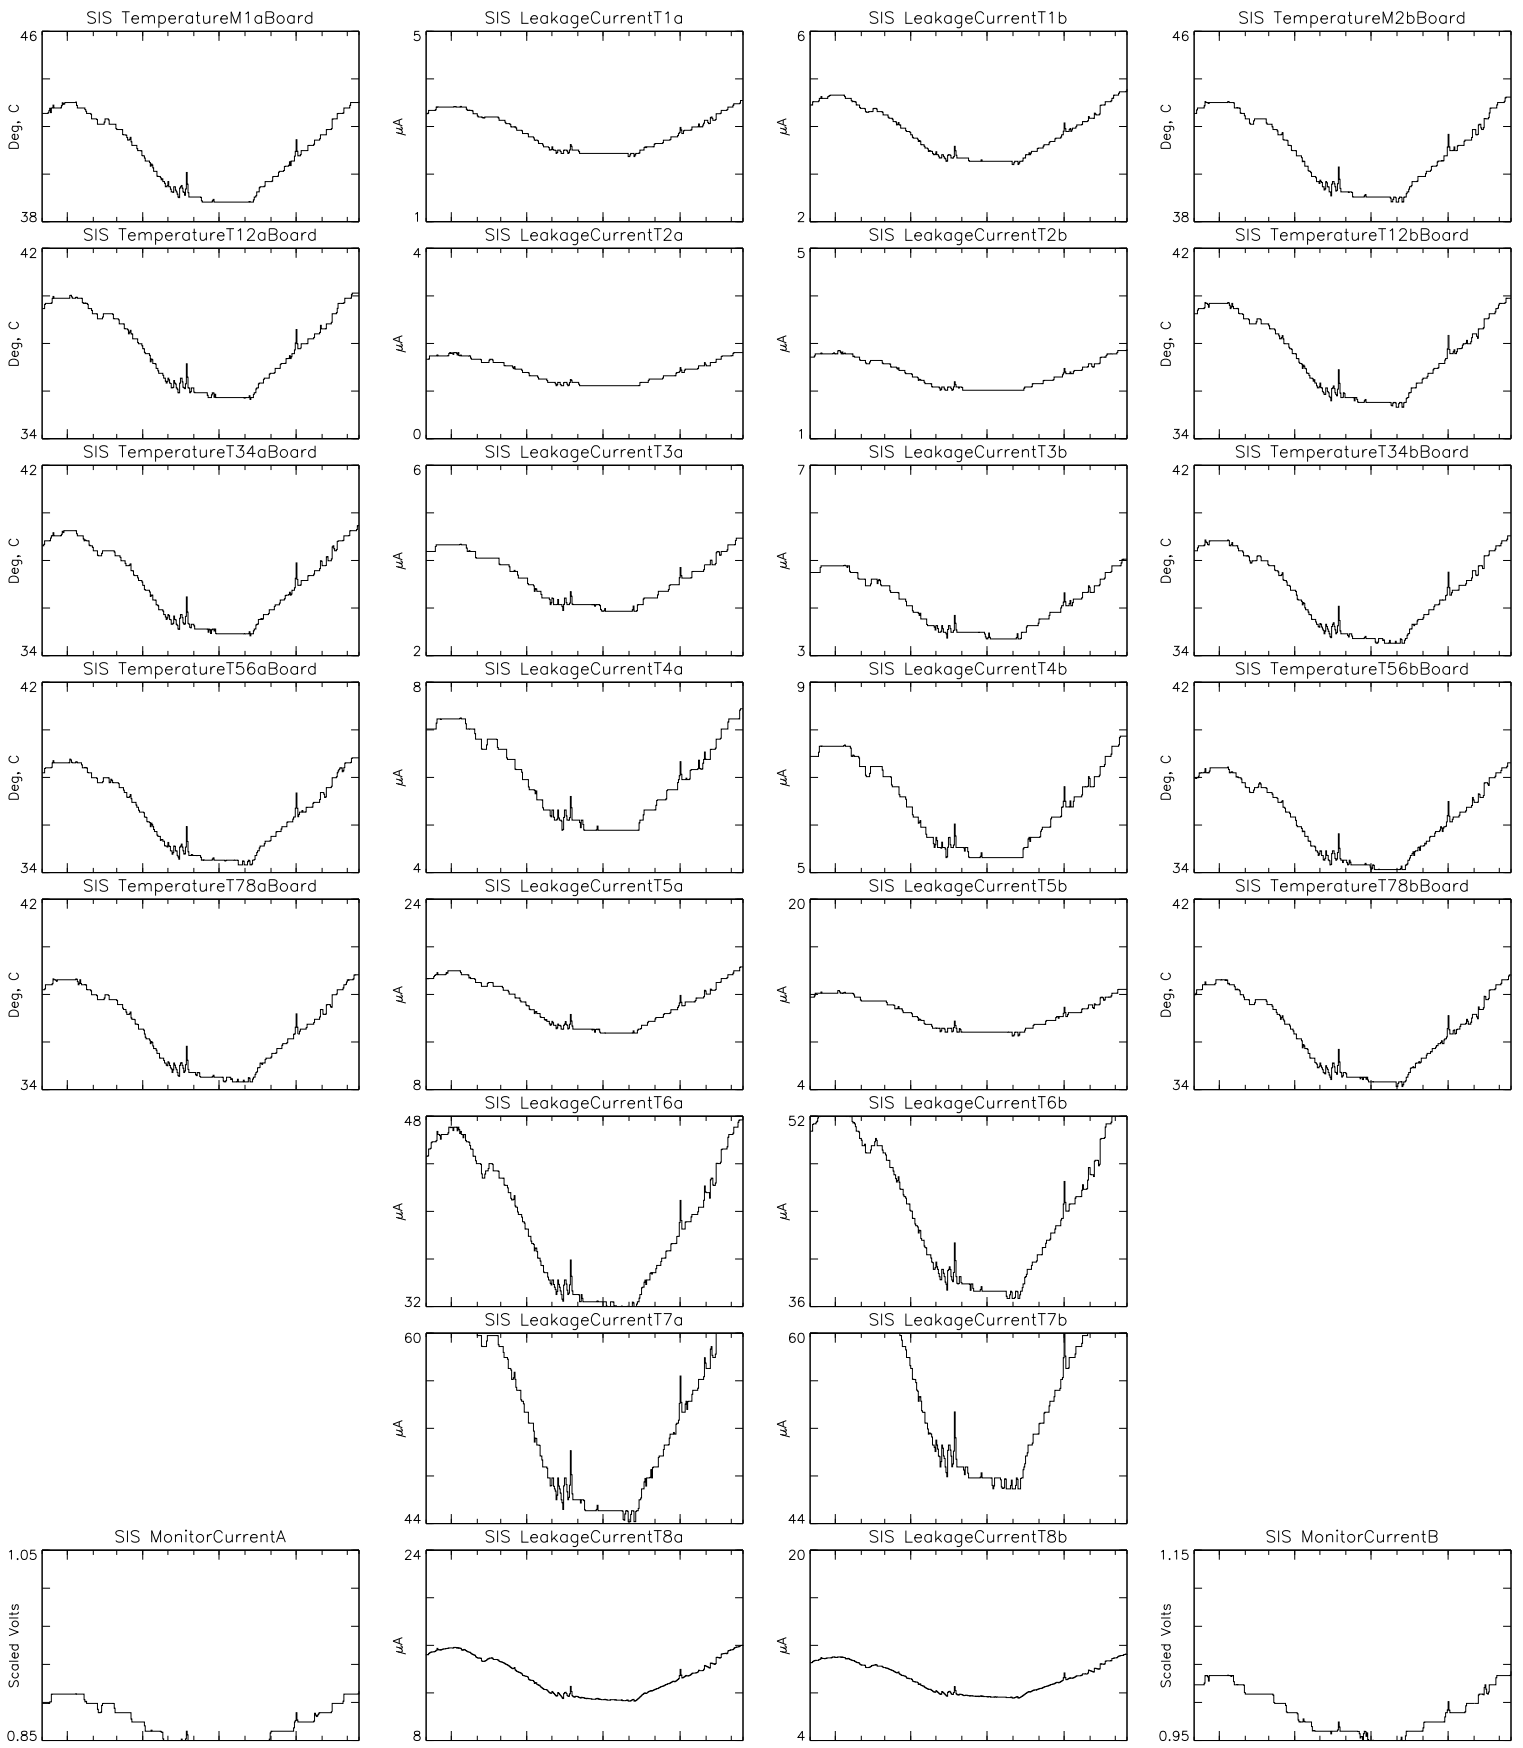 SIS TemperatureM1aBoard
46
Deg, C
38
SIS LeakageCurrentT1a
5
μA
1
SIS LeakageCurrentT1b
6
μA
2
SIS TemperatureM2bBoard
46
Deg, C
38
SIS TemperatureT12aBoard
42
Deg, C
34
SIS LeakageCurrentT2a
4
μA
0
SIS LeakageCurrentT2b
5
μA
1
SIS TemperatureT12bBoard
42
Deg, C
34
SIS TemperatureT34aBoard
42
Deg, C
34
SIS LeakageCurrentT3a
6
μA
2
SIS LeakageCurrentT3b
7
μA
3
SIS TemperatureT34bBoard
42
Deg, C
34
SIS TemperatureT56aBoard
42
Deg, C
34
SIS LeakageCurrentT4a
8
μA
4
SIS LeakageCurrentT4b
9
μA
5
SIS TemperatureT56bBoard
42
Deg, C
34
SIS TemperatureT78aBoard
42
Deg, C
34
SIS LeakageCurrentT5a
24
μA
8
SIS LeakageCurrentT5b
20
μA
4
SIS TemperatureT78bBoard
42
Deg, C
34
SIS LeakageCurrentT6a
48
μA
32
SIS LeakageCurrentT6b
52
μA
36
SIS LeakageCurrentT7a
60
μA
44
SIS LeakageCurrentT7b
60
μA
44
SIS MonitorCurrentA
1.05
Scaled Volts
0.85
SIS LeakageCurrentT8a
24
μA
8
SIS LeakageCurrentT8b
20
μA
4
SIS MonitorCurrentB
1.15
Scaled Volts
0.95